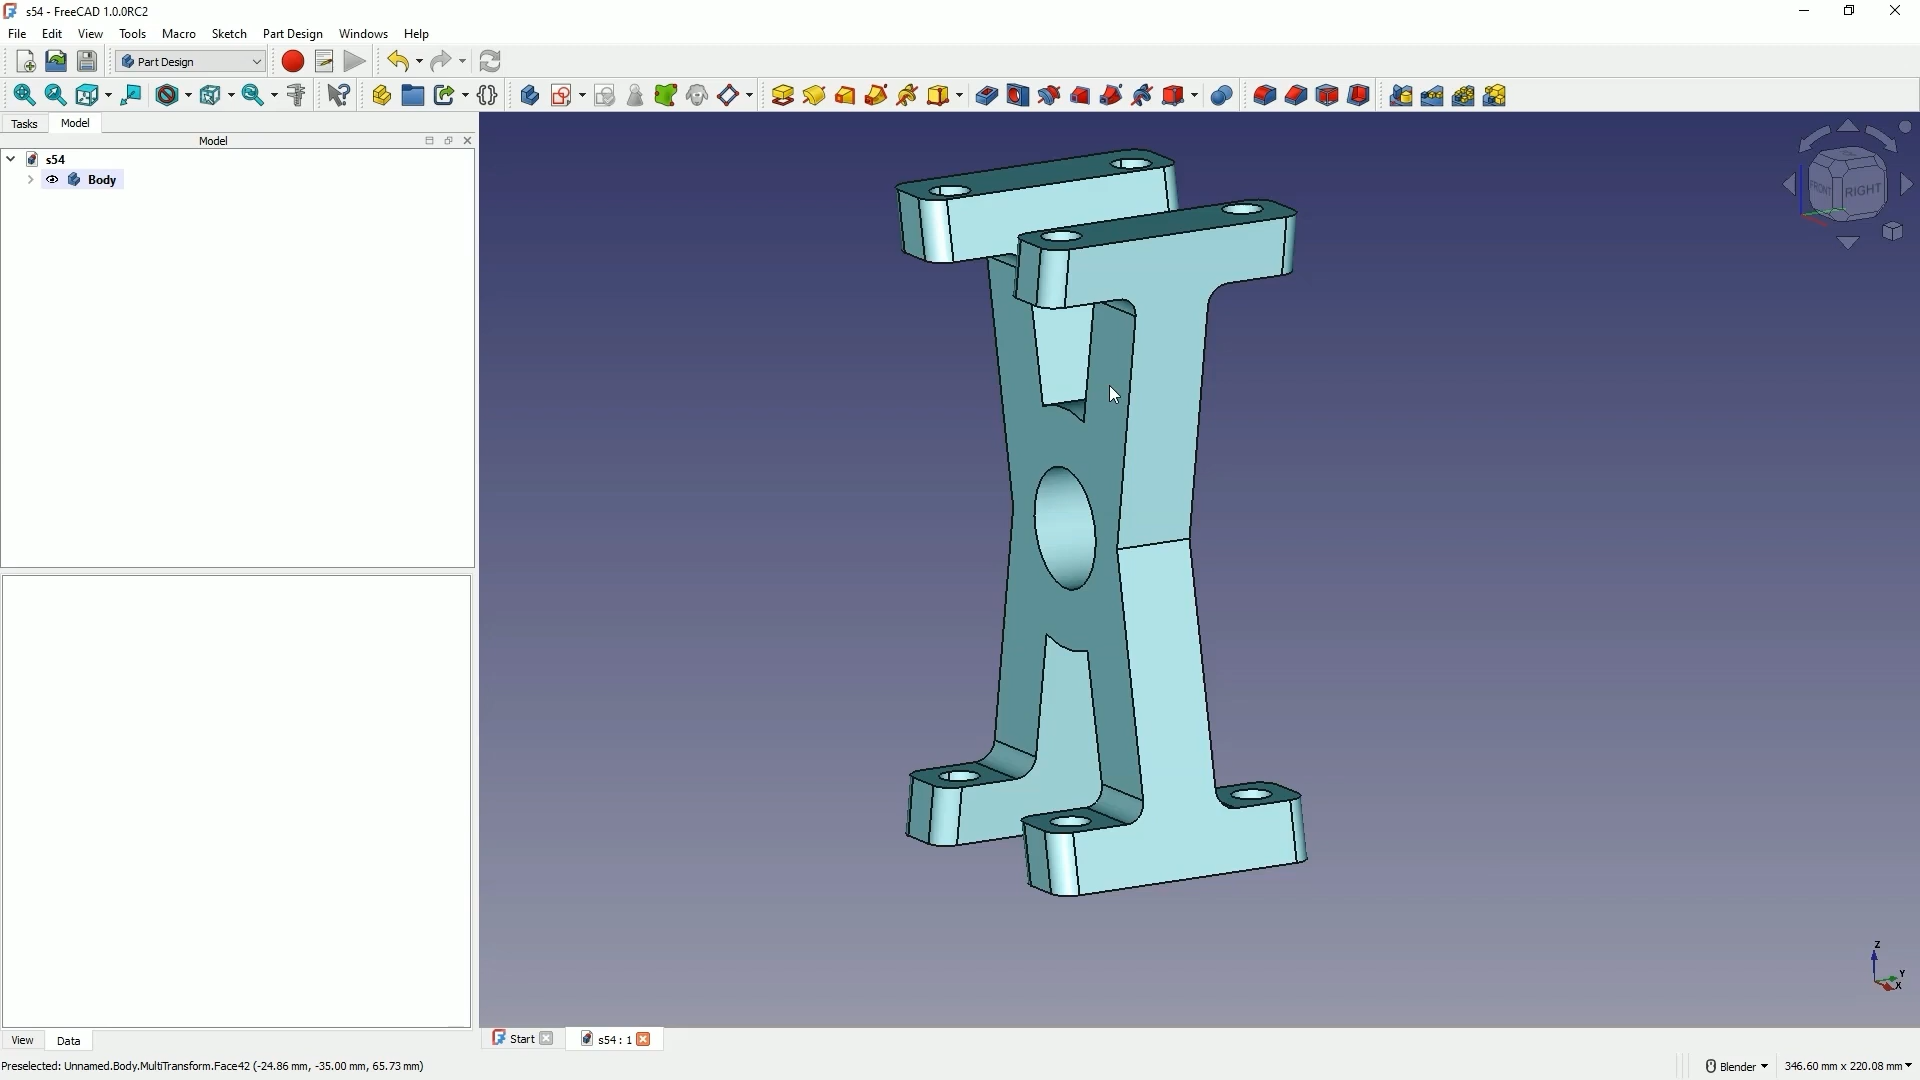 s54 - FreeCAD 1.0.0RC2
File Edit View Tools Macro Sketch Part Design Windows Help
Part Design
Tasks Model
Model
s54
Body
FRONT RIGHT
Z
Y
X
View Data
Start s54 : 1
Preselected: Unnamed.Body.MultiTransform.Face42 (-24.86 mm, -35.00 mm, 65.73 mm) Blender 346.60 mm x 220.08 mm